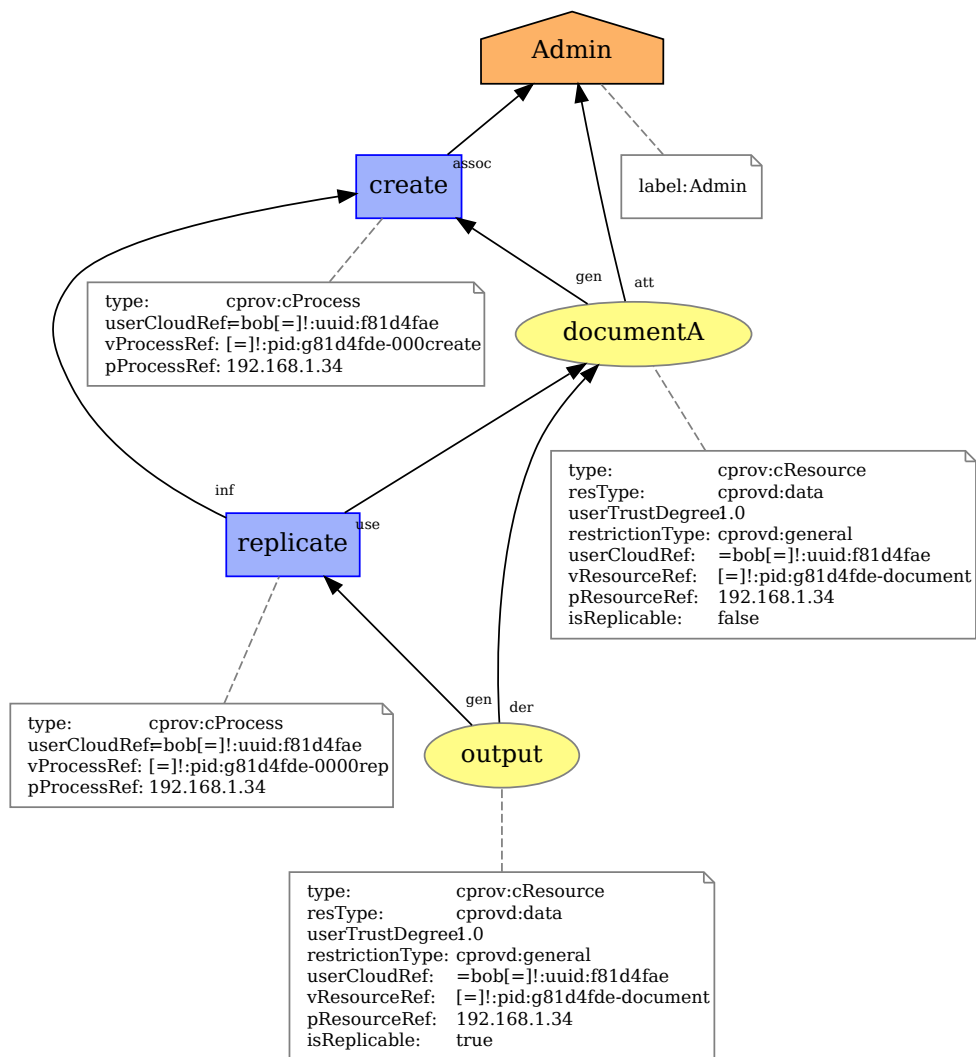 Admin
assoc
create
label:Admin
gen
att
type: cprov:cProcess
userCloudRef:=bob[=]!:uuid:f81d4fae
vProcessRef: [=]!:pid:g81d4fde-000create
pProcessRef: 192.168.1.34
documentA
type: cprov:cResource
resType: cprovd:data
userTrustDegree:1.0
restrictionType: cprovd:general
userCloudRef: =bob[=]!:uuid:f81d4fae
vResourceRef: [=]!:pid:g81d4fde-document
pResourceRef: 192.168.1.34
isReplicable: false
inf
use
replicate
gen
der
type: cprov:cProcess
userCloudRef:=bob[=]!:uuid:f81d4fae
vProcessRef: [=]!:pid:g81d4fde-0000rep
pProcessRef: 192.168.1.34
output
type: cprov:cResource
resType: cprovd:data
userTrustDegree:1.0
restrictionType: cprovd:general
userCloudRef: =bob[=]!:uuid:f81d4fae
vResourceRef: [=]!:pid:g81d4fde-document
pResourceRef: 192.168.1.34
isReplicable: true